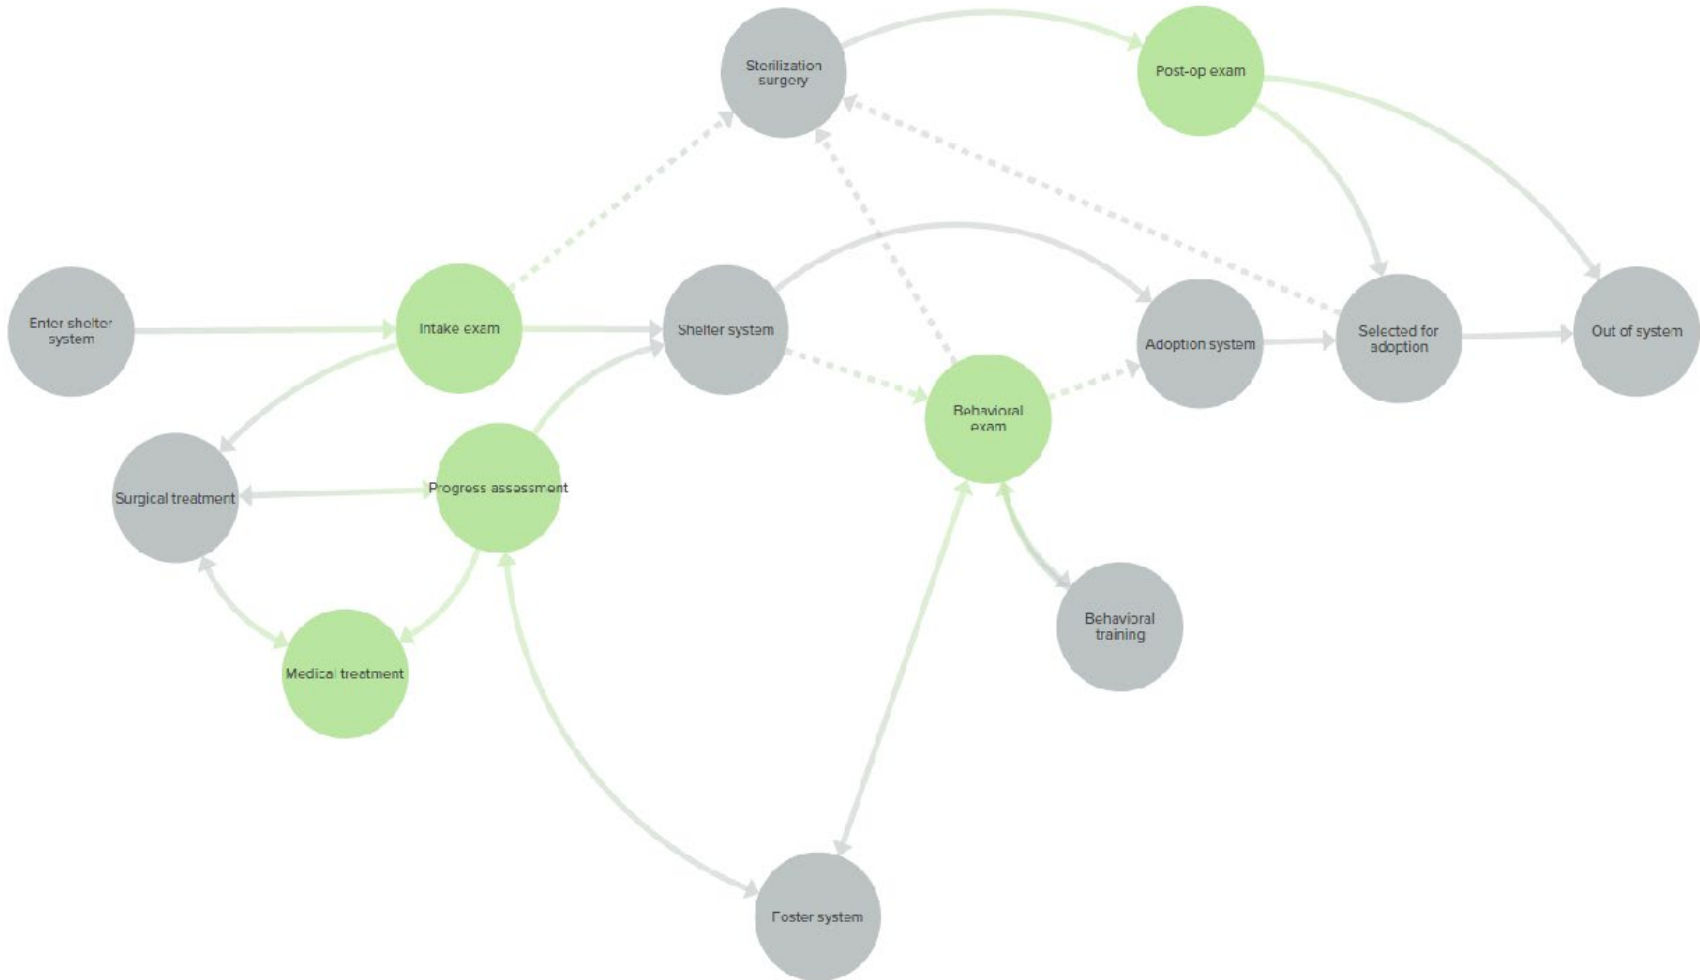 Sterilization
surgery
Post-op exam
Enter shelter
system
Intake exam
Shelter system
Adoption system
Selected for
adoption
Out of system
Behavioral
exam
Surgical treatment
Progress assessment
Behavioral
training
Medical treatment
Foster system